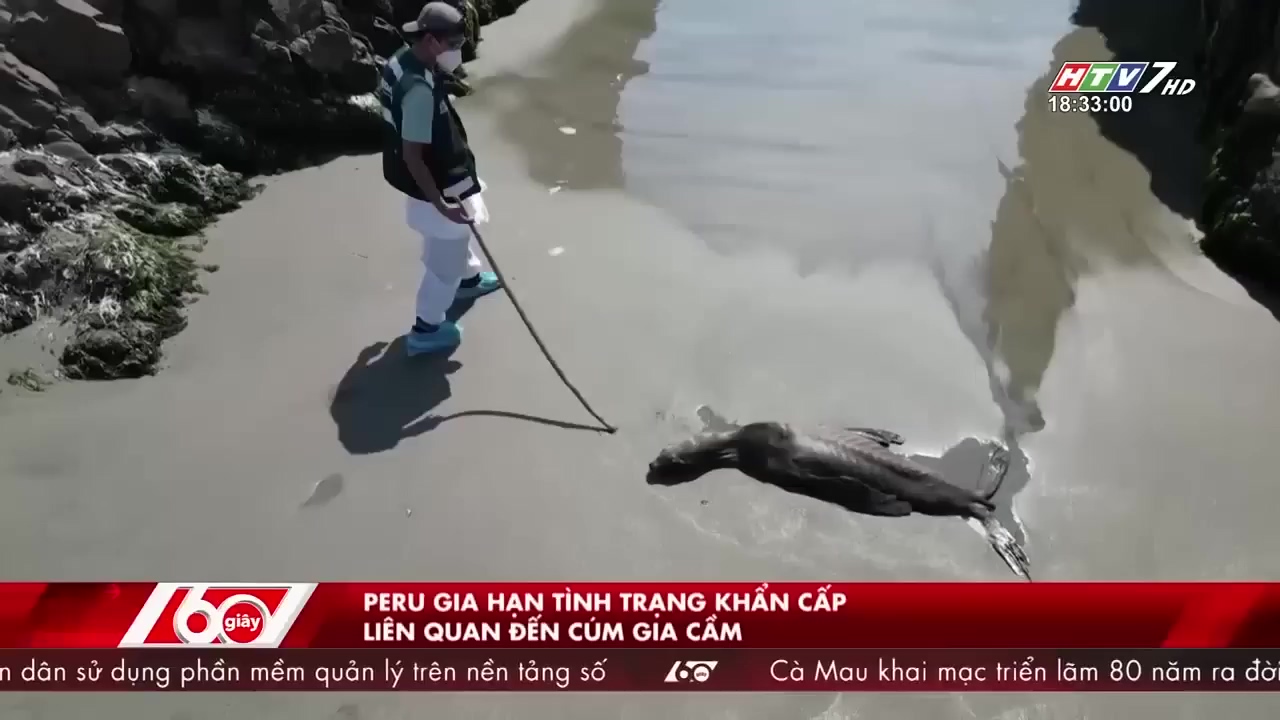 HTV7 HD
18:33:00
60 giây
PERU GIA HẠN TÌNH TRẠNG KHẨN CẤP
LIÊN QUAN ĐẾN CÚM GIA CẦM
n dân sử dụng phần mềm quản lý trên nền tảng số 60 giây Cà Mau khai mạc triển lãm 80 năm ra đời